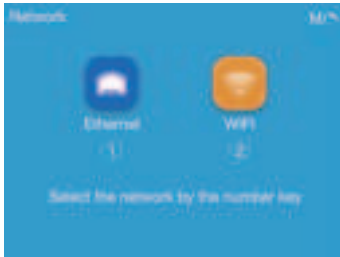 Network
Ethernet
WiFi
1
2
Select the network by the number key